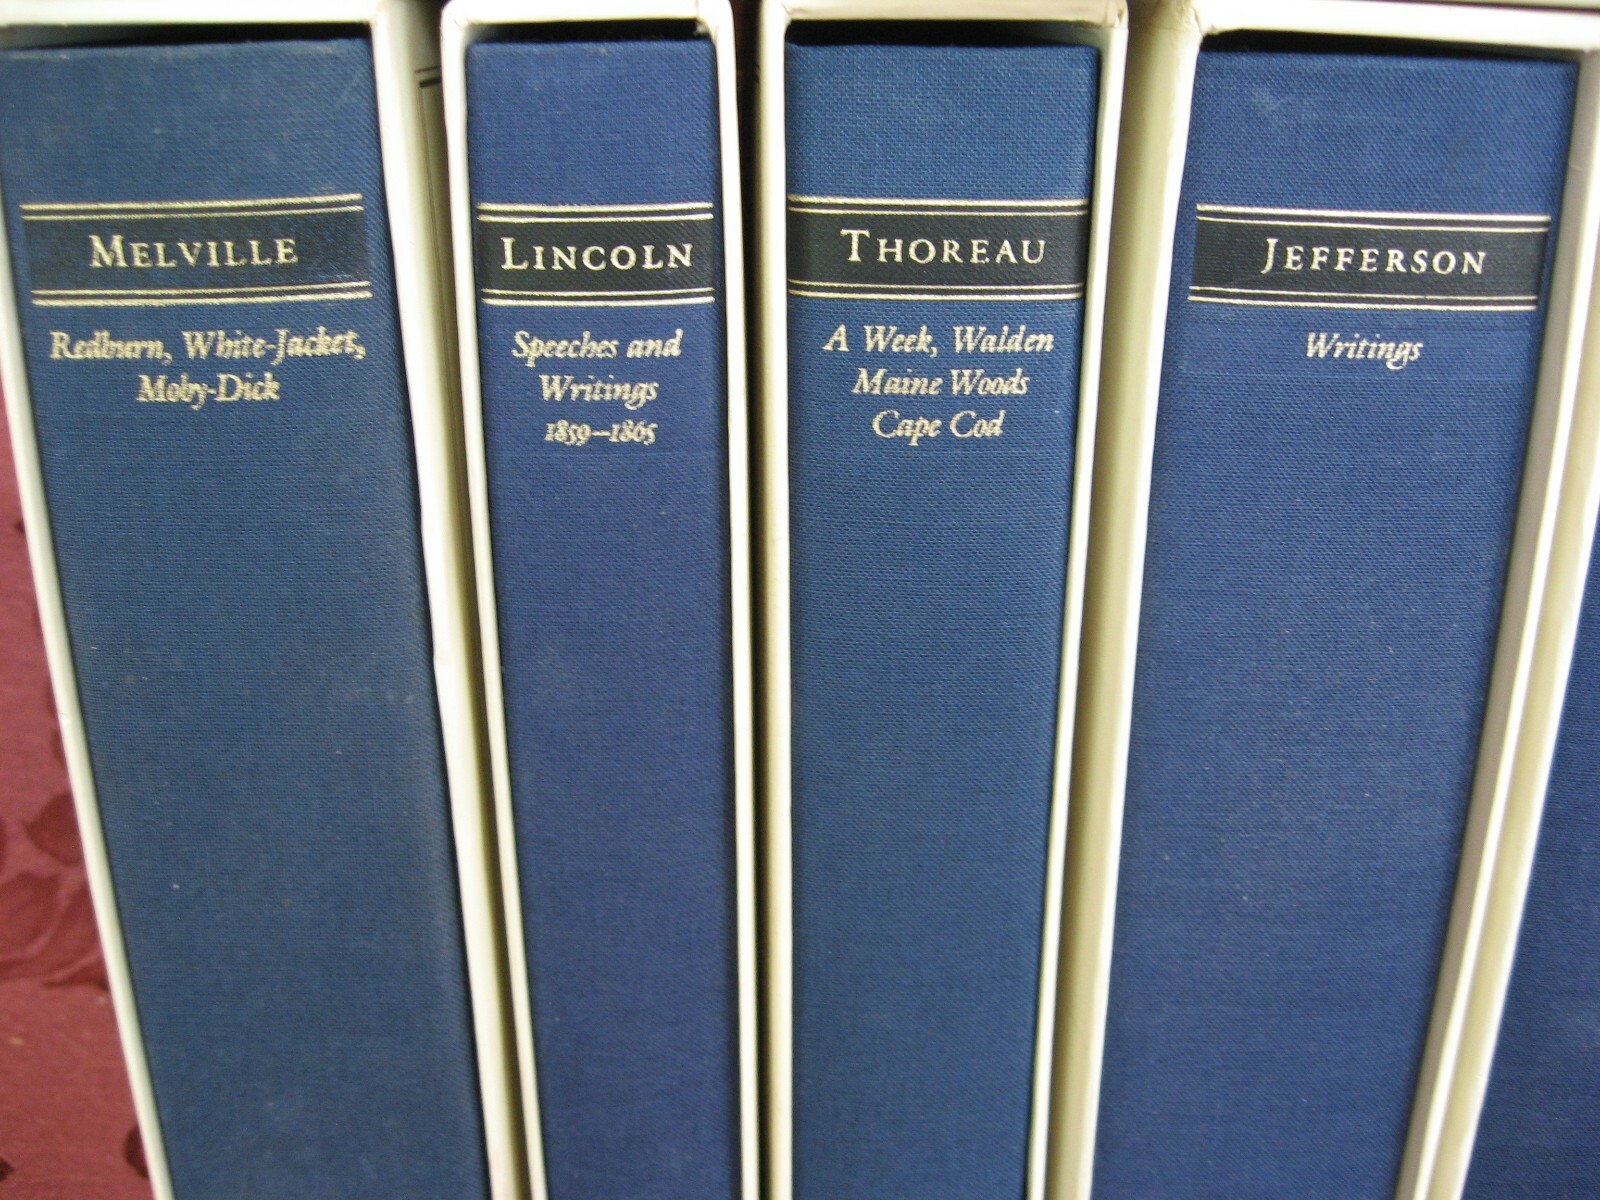 MELVILLE
Redburn, White-Jacket,
Moby-Dick
LINCOLN
Speeches and
Writings
1859–1865
THOREAU
A Week, Walden
Maine Woods
Cape Cod
JEFFERSON
Writings